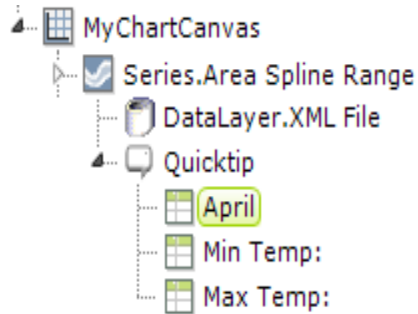 MyChartCanvas
Series.Area Spline Range
DataLayer.XML File
Quicktip
April
Min Temp:
Max Temp: